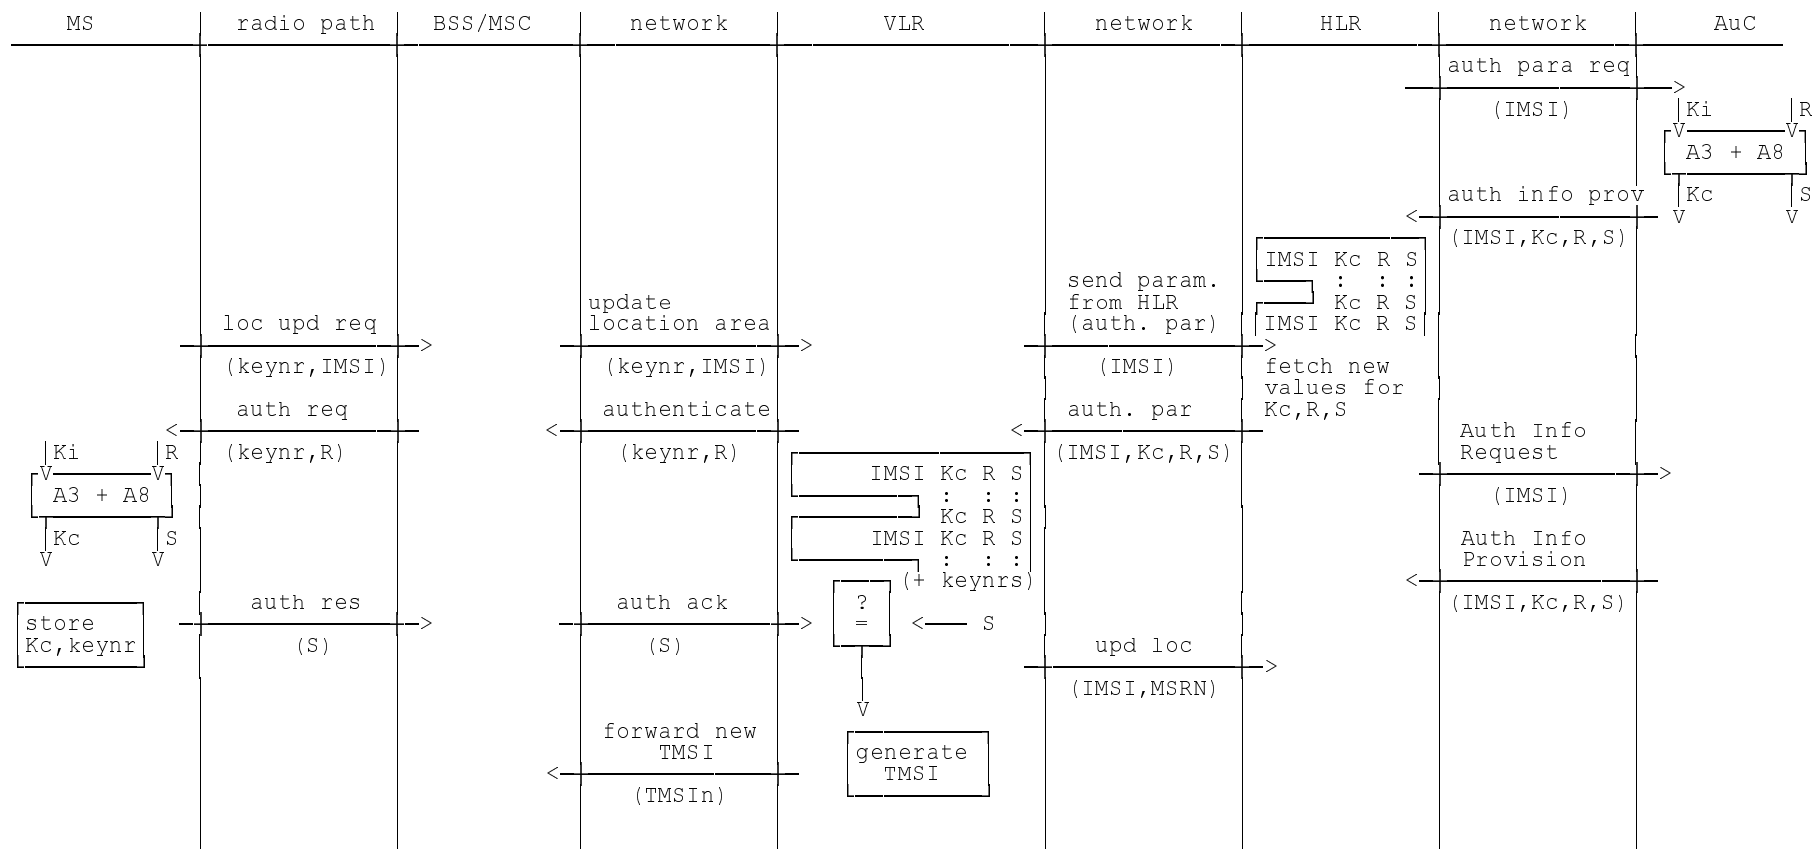 MS radio path BSS/MSC network VLR network HLR network AuC
auth para req
(IMSI)
Ki R
A3 + A8
Kc S
V V
auth info prov
(IMSI,Kc,R,S)
IMSI Kc R S
: : :
Kc R S
IMSI Kc R S
send param.
from HLR
(auth. par)
(IMSI)
update
location area
(keynr,IMSI)
loc upd req
(keynr,IMSI)
fetch new
values for
Kc,R,S
auth req
(keynr,R)
authenticate
(keynr,R)
auth. par
(IMSI,Kc,R,S)
Auth Info
Request
(IMSI)
Ki R
A3 + A8
Kc S
V V
IMSI Kc R S
: : :
Kc R S
IMSI Kc R S
: : :
(+ keynrs)
Auth Info
Provision
(IMSI,Kc,R,S)
store
Kc,keynr
auth res
(S)
auth ack
(S)
?
=
S
V
upd loc
(IMSI,MSRN)
forward new
TMSI
(TMSIn)
generate
TMSI